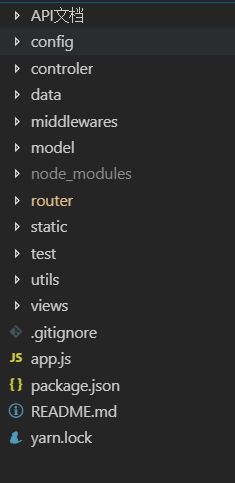 API文档
config
controler
data
middlewares
model
node_modules
router
static
test
utils
views
.gitignore
JS app.js
{} package.json
README.md
yarn.lock